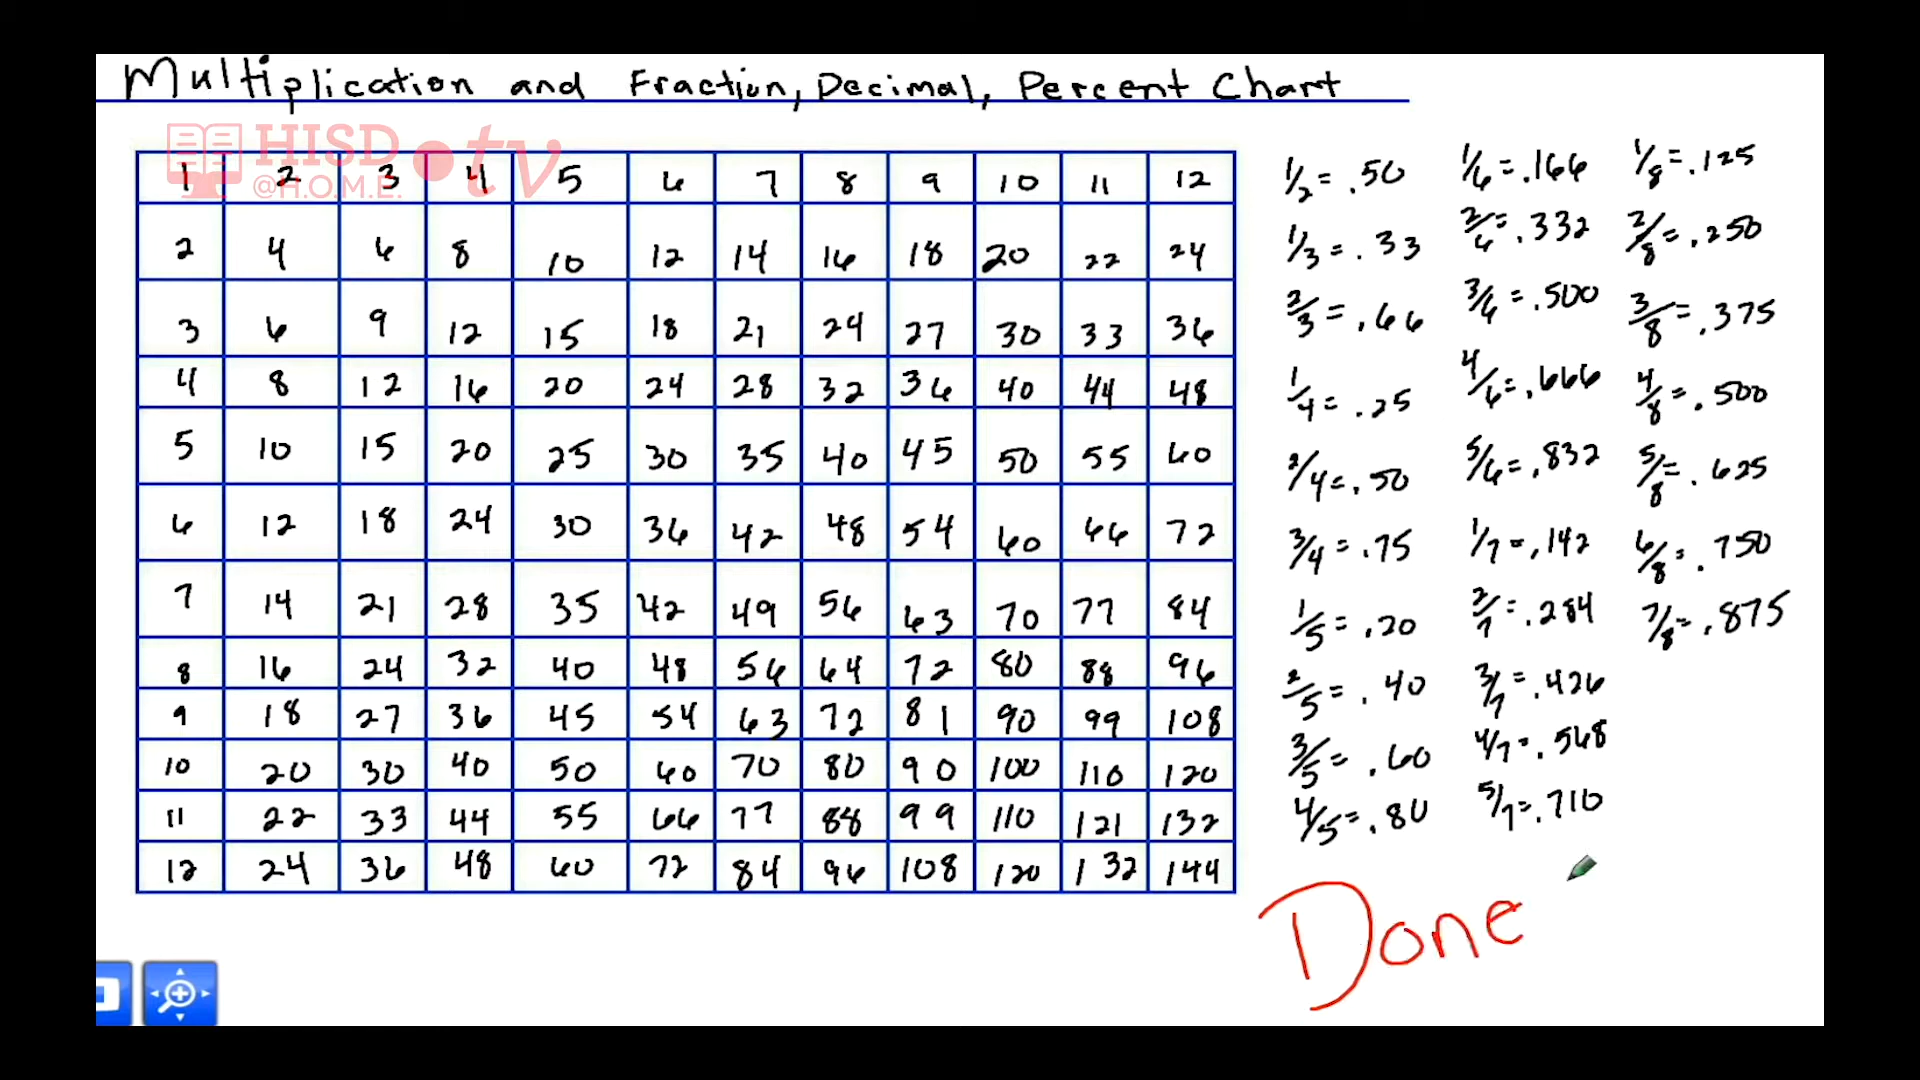 Multiplication and Fraction, Decimal, Percent Chart
HISD tv
@H.O.M.E.
1 2 3 4 5 6 7 8 9 10 11 12
2 4 6 8 10 12 14 16 18 20 22 24
3 6 9 12 15 18 21 24 27 30 33 36
4 8 12 16 20 24 28 32 36 40 44 48
5 10 15 20 25 30 35 40 45 50 55 60
6 12 18 24 30 36 42 48 54 60 66 72
7 14 21 28 35 42 49 56 63 70 77 84
8 16 24 32 40 48 56 64 72 80 88 96
9 18 27 36 45 54 63 72 81 90 99 108
10 20 30 40 50 60 70 80 90 100 110 120
11 22 33 44 55 66 77 88 99 110 121 132
12 24 36 48 60 72 84 96 108 120 132 144
1/2 = .50
1/3 = .33
2/3 = .66
1/4 = .25
2/4 = .50
3/4 = .75
1/5 = .20
2/5 = .40
3/5 = .60
4/5 = .80
1/6 = .166
2/6 = .332
3/6 = .500
4/6 = .666
5/6 = .832
1/7 = .142
2/7 = .284
3/7 = .426
4/7 = .568
5/7 = .710
1/8 = .125
2/8 = .250
3/8 = .375
4/8 = .500
5/8 = .625
6/8 = .750
7/8 = .875
Done